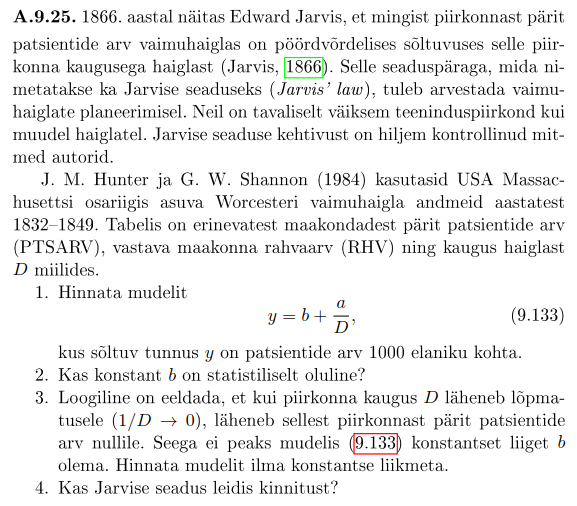 A.9.25. 1866. aastal näitas Edward Jarvis, et mingist piirkonnast pärit
patsientide arv vaimuhaiglas on pöördvõrdelises sõltuvuses selle piir-
konna kaugusega haiglast (Jarvis, 1866). Selle seaduspäraga, mida ni-
metatakse ka Jarvise seaduseks (Jarvis' law), tuleb arvestada vaimu-
haiglate planeerimisel. Neil on tavaliselt väiksem teeninduspiirkond kui
muudel haiglatel. Jarvise seaduse kehtivust on hiljem kontrollinud mit-
med autorid.
J. M. Hunter ja G. W. Shannon (1984) kasutasid USA Massac-
husettsi osariigis asuva Worcesteri vaimuhaigla andmeid aastatest
1832–1849. Tabelis on erinevatest maakondadest pärit patsientide arv
(PTSARV), vastava maakonna rahvaarv (RHV) ning kaugus haiglast
D miilides.
1. Hinnata mudelit
y = b + a/D, (9.133)
kus sõltuv tunnus y on patsientide arv 1000 elaniku kohta.
2. Kas konstant b on statistiliselt oluline?
3. Loogiline on eeldada, et kui piirkonna kaugus D läheneb lõpma-
tusele (1/D → 0), läheneb sellest piirkonnast pärit patsientide
arv nullile. Seega ei peaks mudelis (9.133) konstantset liiget b
olema. Hinnata mudelit ilma konstantse liikmeta.
4. Kas Jarvise seadus leidis kinnitust?